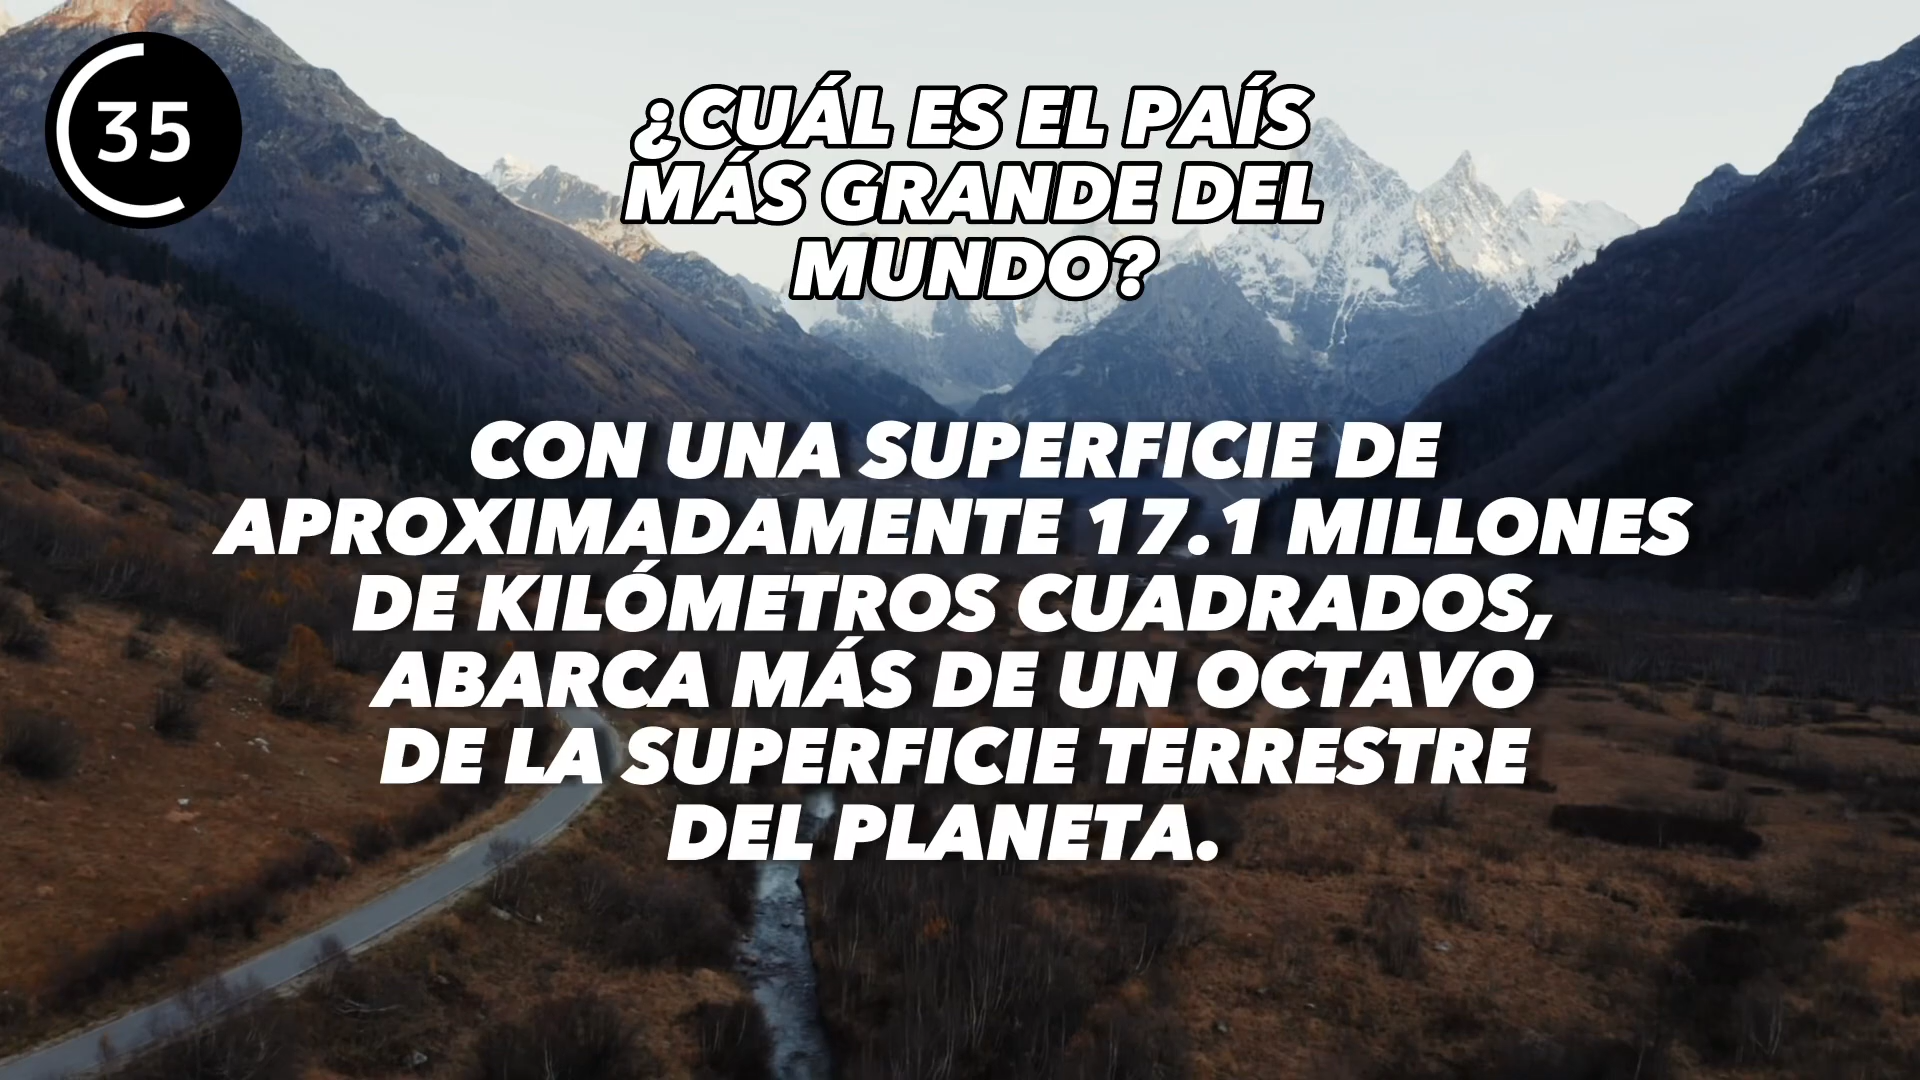 35
¿CUÁL ES EL PAÍS
MÁS GRANDE DEL
MUNDO?
CON UNA SUPERFICIE DE
APROXIMADAMENTE 17.1 MILLONES
DE KILÓMETROS CUADRADOS,
ABARCA MÁS DE UN OCTAVO
DE LA SUPERFICIE TERRESTRE
DEL PLANETA.